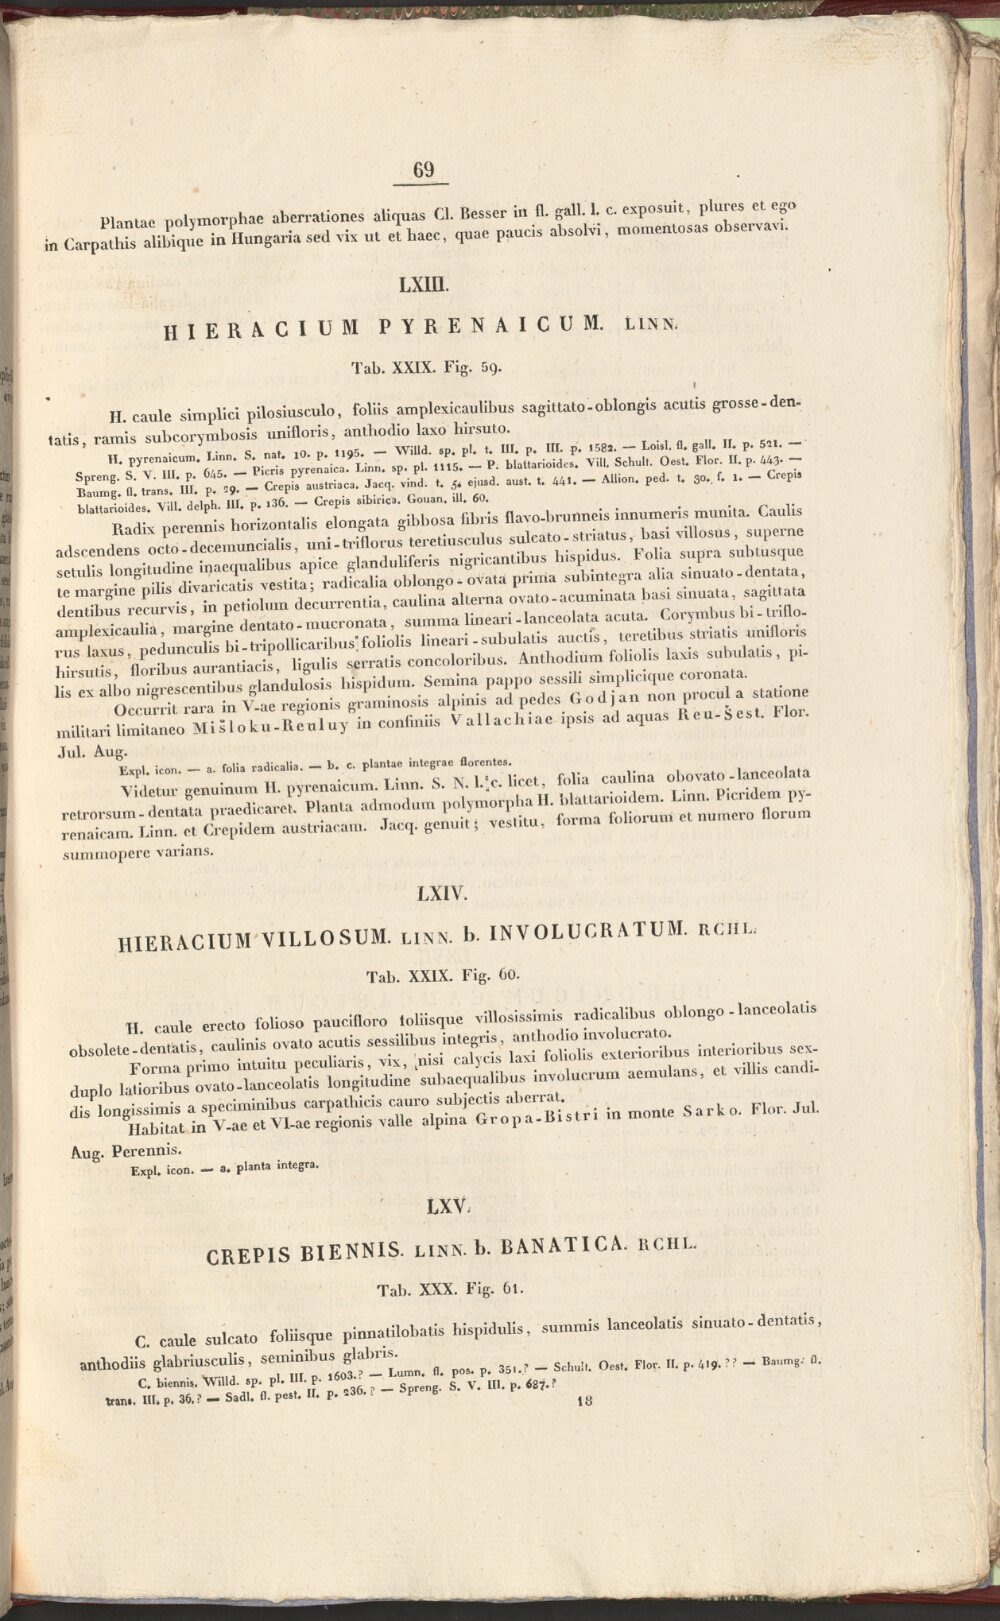 69
Plantae polymorphae aberrationes aliquas Cl. Besser in fl. gall. l. c. exposuit, plures et ego
in Carpathis alibique in Hungaria sed vix ut et haec, quae paucis absolvi, momentosas observavi.
LXIII.
HIERACIUM PYRENAICUM. LINN.
Tab. XXIX. Fig. 59.
H. caule simplici pilosiusculo, foliis amplexicaulibus sagittato-oblongis acutis grosse-den-
tatis, ramis subcorymbosis unifloris, anthodio laxo hirsuto.
H. pyrenaicum. Linn. S. nat. 10. p. 1195. — Willd. sp. pl. t. III. p. III. p. 1582. — Loisl. fl. gall. II. p. 521. —
Spreng. S. V. III. p. 645. — Picris pyrenaica. Linn. sp. pl. 1115. — P. blattarioides. Vill. Schult. Oest. Flor. II. p. 443. —
Baumg. fl. trans. III. p. 29. — Crepis austriaca. Jacq. vind. t. 5. ejusd. aust. t. 441. — Allion. ped. t. 30. f. 1. — Crepis
blattarioides. Vill. delph. III. p. 136. — Crepis sibirica. Gouan. ill. 60.
Radix perennis horizontalis elongata gibbosa fibris flavo-brunneis innumeris munita. Caulis
adscendens octo-decemuncialis, uni-triflorus teretiusculus sulcato-striatus, basi villosus, superne
setulis longitudine inaequalibus apice glanduliferis nigricantibus hispidus. Folia supra subtusque
te margine pilis divaricatis vestita; radicalia oblongo-ovata prima subintegra alia sinuato-dentata,
dentibus recurvis, in petiolum decurrentia, caulina alterna ovato-acuminata basi sinuata, sagittata
amplexicaulia, margine dentato-mucronata, summa lineari-lanceolata acuta. Corymbus bi-triflo-
rus laxus, pedunculis bi-tripollicaribus foliolis lineari-subulatis auctis, teretibus striatis unifloris
hirsutis, floribus aurantiacis, ligulis serratis concoloribus. Anthodium foliolis laxis subulatis, pi-
lis ex albo nigrescentibus glandulosis hispidum. Semina pappo sessili simplicique coronata.
Occurrit rara in V-ae regionis graminosis alpinis ad pedes Godjan non procul a statione
militari limitaneo Mišloku-Reuluy in confiniis Vallachiae ipsis ad aquas Reu-Šest. Flor.
Jul. Aug.
Expl. icon. — a. folia radicalia. — b. c. plantae integrae florentes.
Videtur genuinum H. pyrenaicum. Linn. S. N. l. c. licet, folia caulina obovato-lanceolata
retrorsum-dentata praedicaret. Planta admodum polymorpha H. blattarioidem. Linn. Picridem py-
renaicam. Linn. et Crepidem austriacam. Jacq. genuit; vestitu, forma foliorum et numero florum
summopere varians.
LXIV.
HIERACIUM VILLOSUM. LINN. b. INVOLUCRATUM. RCHL.
Tab. XXIX. Fig. 60.
H. caule erecto folioso paucifloro foliisque villosissimis radicalibus oblongo-lanceolatis
obsolete-dentatis, caulinis ovato acutis sessilibus integris, anthodio involucrato.
Forma primo intuitu peculiaris, vix, nisi calycis laxi foliolis exterioribus interioribus sex-
duplo latioribus ovato-lanceolatis longitudine subaequalibus involucrum aemulans, et villis candi-
dis longissimis a speciminibus carpathicis cauro subjectis aberrat.
Habitat in V-ae et VI-ae regionis valle alpina Gropa-Bistri in monte Sarko. Flor. Jul.
Aug. Perennis.
Expl. icon. — a. planta integra.
LXV.
CREPIS BIENNIS. LINN. b. BANATICA. RCHL.
Tab. XXX. Fig. 61.
C. caule sulcato foliisque pinnatilobatis hispidulis, summis lanceolatis sinuato-dentatis,
anthodiis glabriusculis, seminibus glabris.
C. biennis. Willd. sp. pl. III. p. 1603.? — Lumn. fl. pos. p. 351.? — Schult. Oest. Flor. II. p. 419. ?? — Baumg. fl.
trans. III. p. 36.? — Sadl. fl. pest. II. p. 236. ? — Spreng. S. V. III. p. 687.?
18